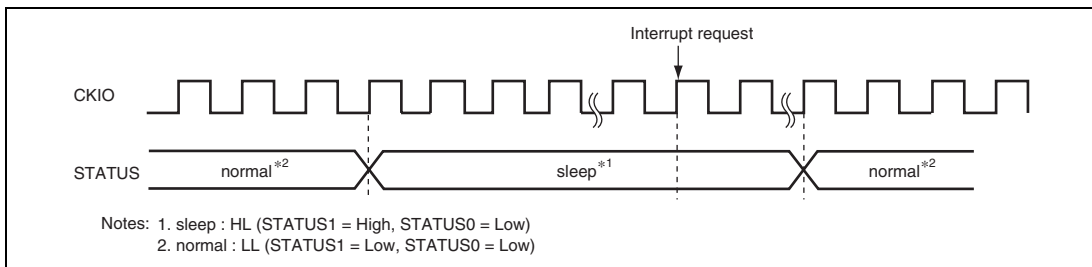 Interrupt request
CKIO
STATUS
normal*2
sleep*1
normal*2
Notes: 1. sleep : HL (STATUS1 = High, STATUS0 = Low)
2. normal : LL (STATUS1 = Low, STATUS0 = Low)